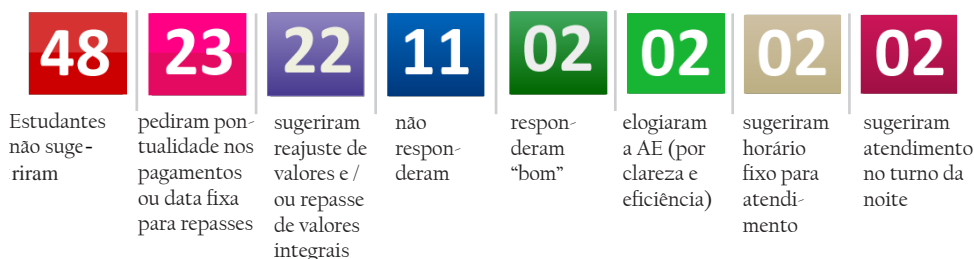 48
Estudantes
não suge-
riram
23
pediram pon-
tualidade nos
pagamentos
ou data fixa
para repasses
22
sugeriram
reajuste de
valores e /
ou repasse
de valores
integrais
11
não
respon-
deram
02
respon-
deram
“bom”
02
elogiaram
a AE (por
clareza e
eficiência)
02
sugeriram
horário
fixo para
atendi-
mento
02
sugeriram
atendimento
no turno da
noite